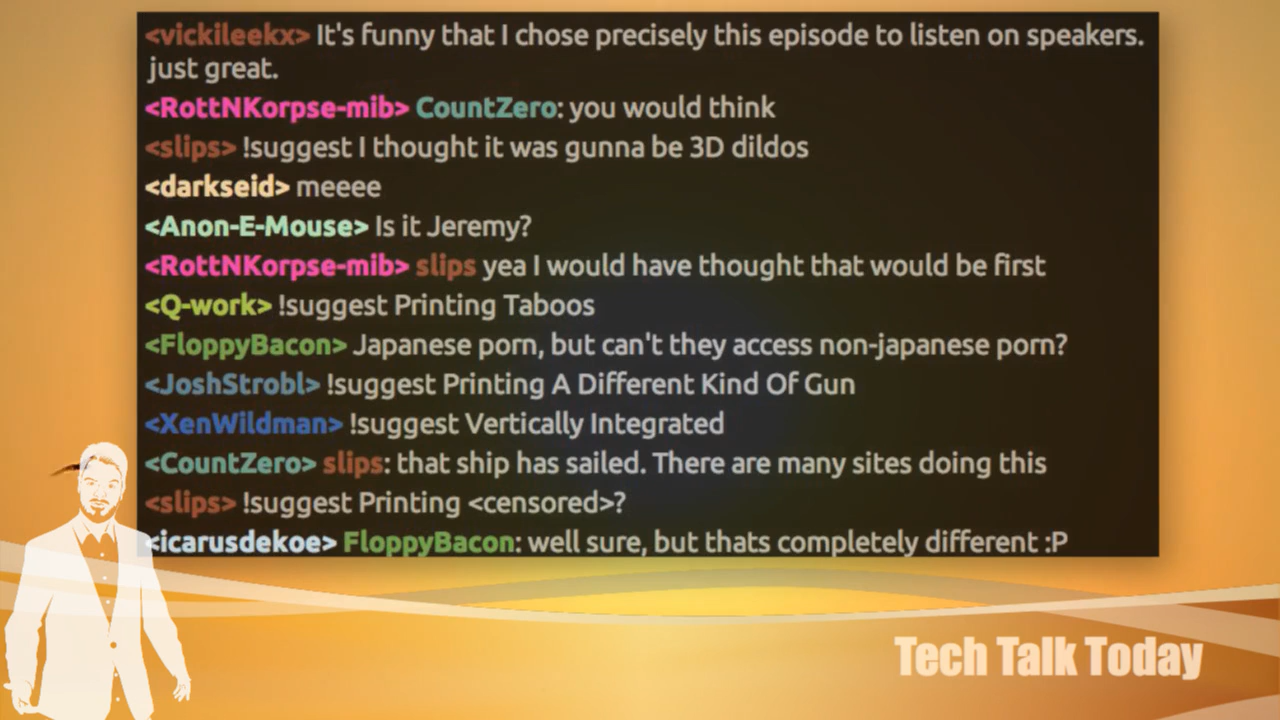 <vickileekx> It's funny that I chose precisely this episode to listen on speakers.
just great.
<RottNKorpse-mib> CountZero: you would think
<slips> !suggest I thought it was gunna be 3D dildos
<darkseid> meeee
<Anon-E-Mouse> Is it Jeremy?
<RottNKorpse-mib> slips yea I would have thought that would be first
<Q-work> !suggest Printing Taboos
<FloppyBacon> Japanese porn, but can't they access non-japanese porn?
<JoshStrobl> !suggest Printing A Different Kind Of Gun
<XenWildman> !suggest Vertically Integrated
<CountZero> slips: that ship has sailed. There are many sites doing this
<slips> !suggest Printing <censored>?
<icarusdekoe> FloppyBacon: well sure, but thats completely different :P
Tech Talk Today